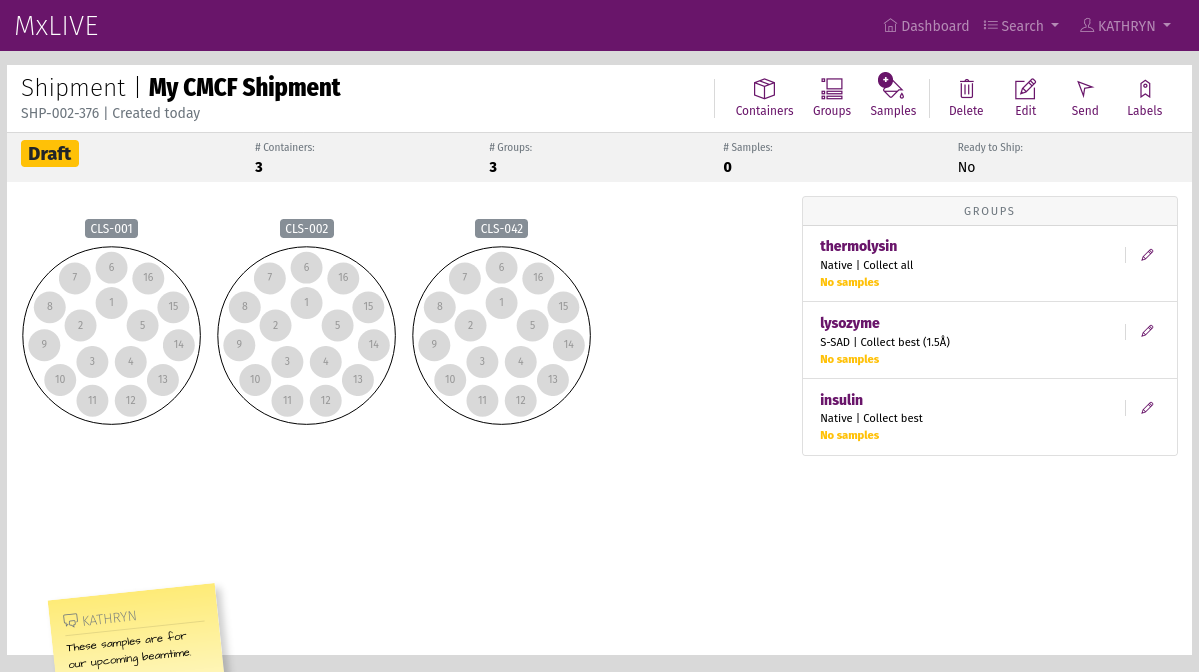 MxLIVE
Dashboard Search KATHRYN
Shipment | My CMCF Shipment
SHP-002-376 | Created today
Containers Groups Samples Delete Edit Send Labels
Draft
# Containers:
3
# Groups:
3
# Samples:
0
Ready to Ship:
No
CLS-001
6
7 16
1
8 15
2 5
9 14
3 4
10 13
11 12
CLS-002
6
7 16
1
8 15
2 5
9 14
3 4
10 13
11 12
CLS-042
6
7 16
1
8 15
2 5
9 14
3 4
10 13
11 12
GROUPS
thermolysin
Native | Collect all
No samples
lysozyme
S-SAD | Collect best (1.5Å)
No samples
insulin
Native | Collect best
No samples
KATHRYN
These samples are for
our upcoming beamtime.